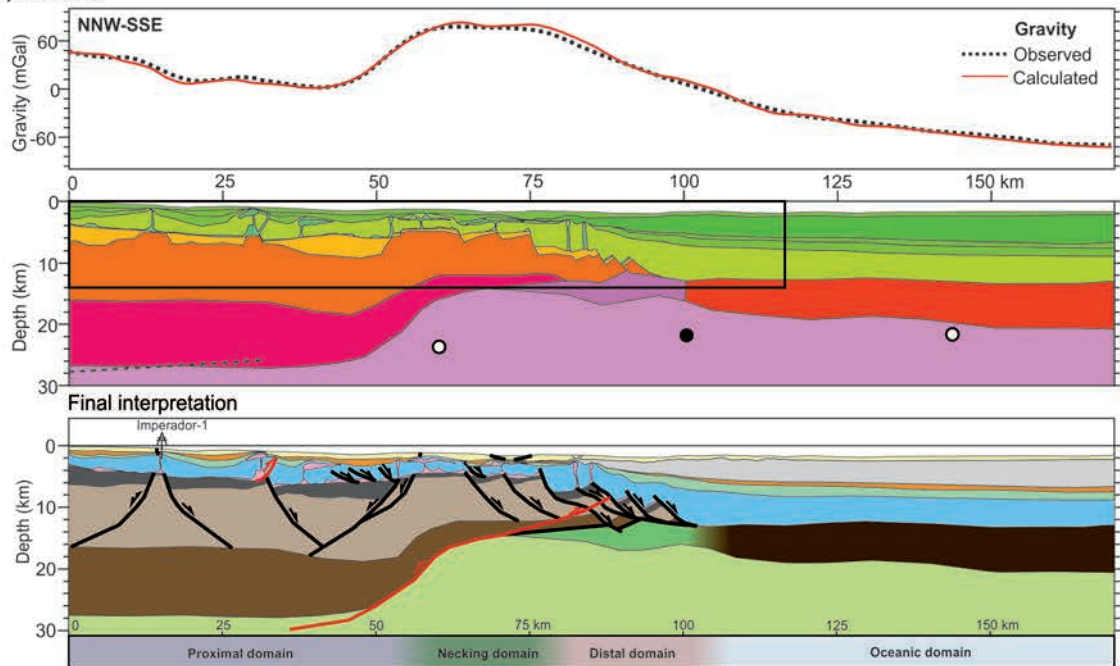 NNW-SSE
Gravity
Observed
Calculated
Gravity (mGal)
60
0
-60
0 25 50 75 100 125 150 km
Depth (km)
0
10
20
30
Final interpretation
Imperador-1
Depth (km)
0
10
20
30
0 25 50 75 km 100 125 150 km
Proximal domain Necking domain Distal domain Oceanic domain